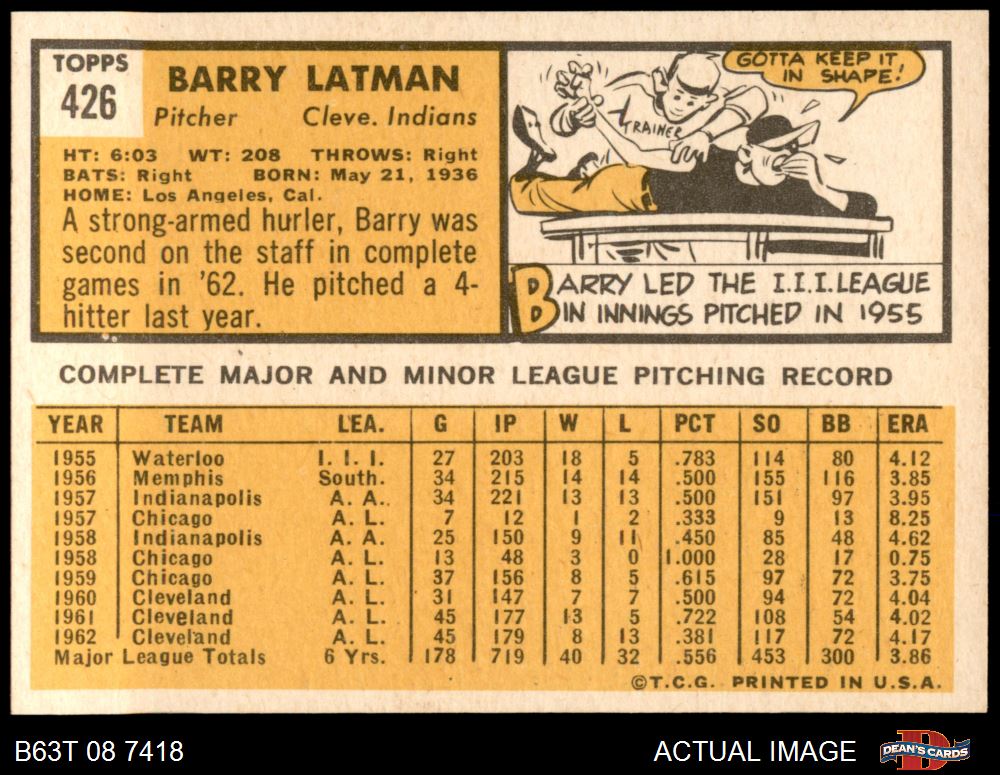 TOPPS
426
BARRY LATMAN
Pitcher Cleve. Indians
HT: 6:03 WT: 208 THROWS: Right
BATS: Right BORN: May 21, 1936
HOME: Los Angeles, Cal.
A strong-armed hurler, Barry was
second on the staff in complete
games in '62. He pitched a 4-
hitter last year.
GOTTA KEEP IT
IN SHAPE!
TRAINER
BARRY LED THE I.I.I. LEAGUE
IN INNINGS PITCHED IN 1955
COMPLETE MAJOR AND MINOR LEAGUE PITCHING RECORD
YEAR TEAM LEA. G IP W L PCT SO BB ERA
1955 Waterloo I. I. I. 27 203 18 5 .783 114 80 4.12
1956 Memphis South. 34 215 14 14 .500 155 116 3.85
1957 Indianapolis A. A. 34 221 13 13 .500 151 97 3.95
1957 Chicago A. L. 7 12 1 2 .333 9 13 8.25
1958 Indianapolis A. A. 25 150 9 11 .450 85 48 4.62
1958 Chicago A. L. 13 48 3 0 1.000 28 17 0.75
1959 Chicago A. L. 37 156 8 5 .615 97 72 3.75
1960 Cleveland A. L. 31 147 7 7 .500 94 72 4.04
1961 Cleveland A. L. 45 177 13 5 .722 108 54 4.02
1962 Cleveland A. L. 45 179 8 13 .381 117 72 4.17
Major League Totals 6 Yrs. 178 719 40 32 .556 453 300 3.86
©T.C.G. PRINTED IN U.S.A.
B63T 08 7418
ACTUAL IMAGE
D
DEAN'S CARDS